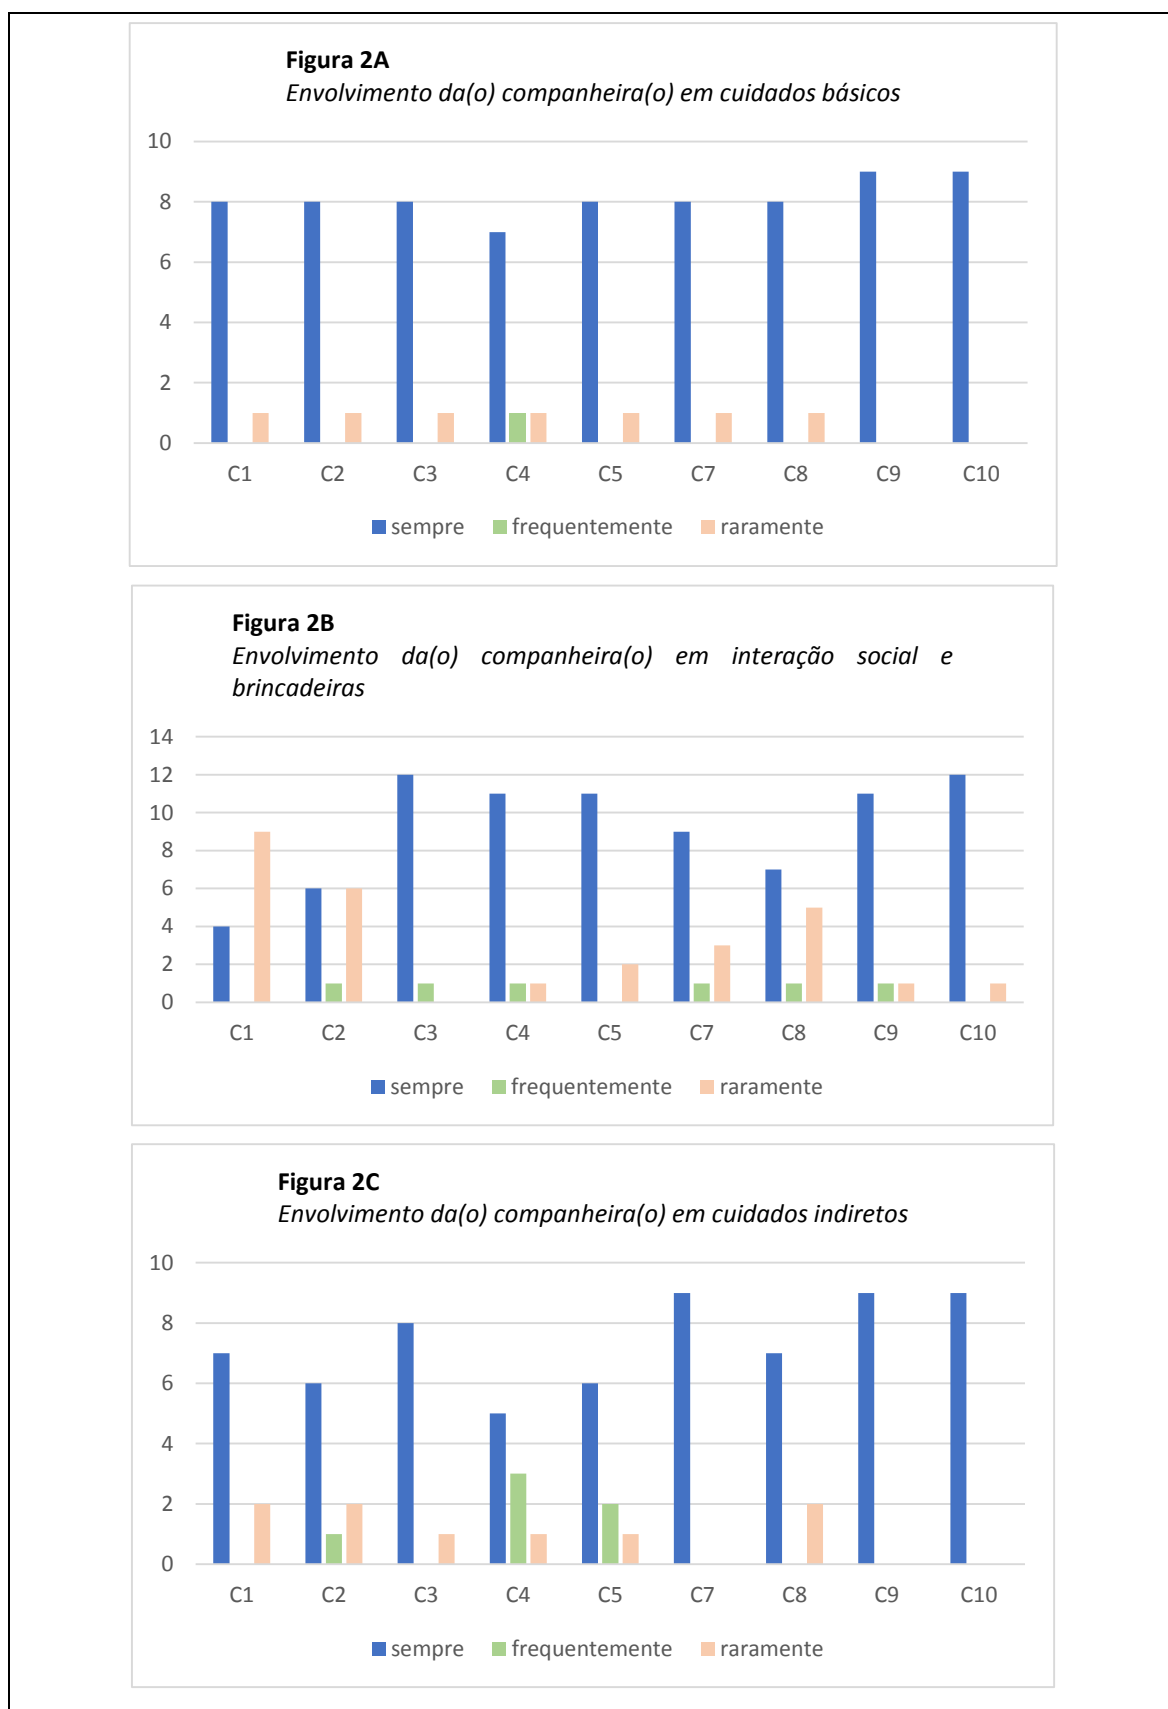 Figura 2A
Envolvimento da(o) companheira(o) em cuidados básicos
10
8
6
4
2
0
C1 C2 C3 C4 C5 C7 C8 C9 C10
sempre frequentemente raramente
Figura 2B
Envolvimento da(o) companheira(o) em interação social e
brincadeiras
14
12
10
8
6
4
2
0
C1 C2 C3 C4 C5 C7 C8 C9 C10
sempre frequentemente raramente
Figura 2C
Envolvimento da(o) companheira(o) em cuidados indiretos
10
8
6
4
2
0
C1 C2 C3 C4 C5 C7 C8 C9 C10
sempre frequentemente raramente